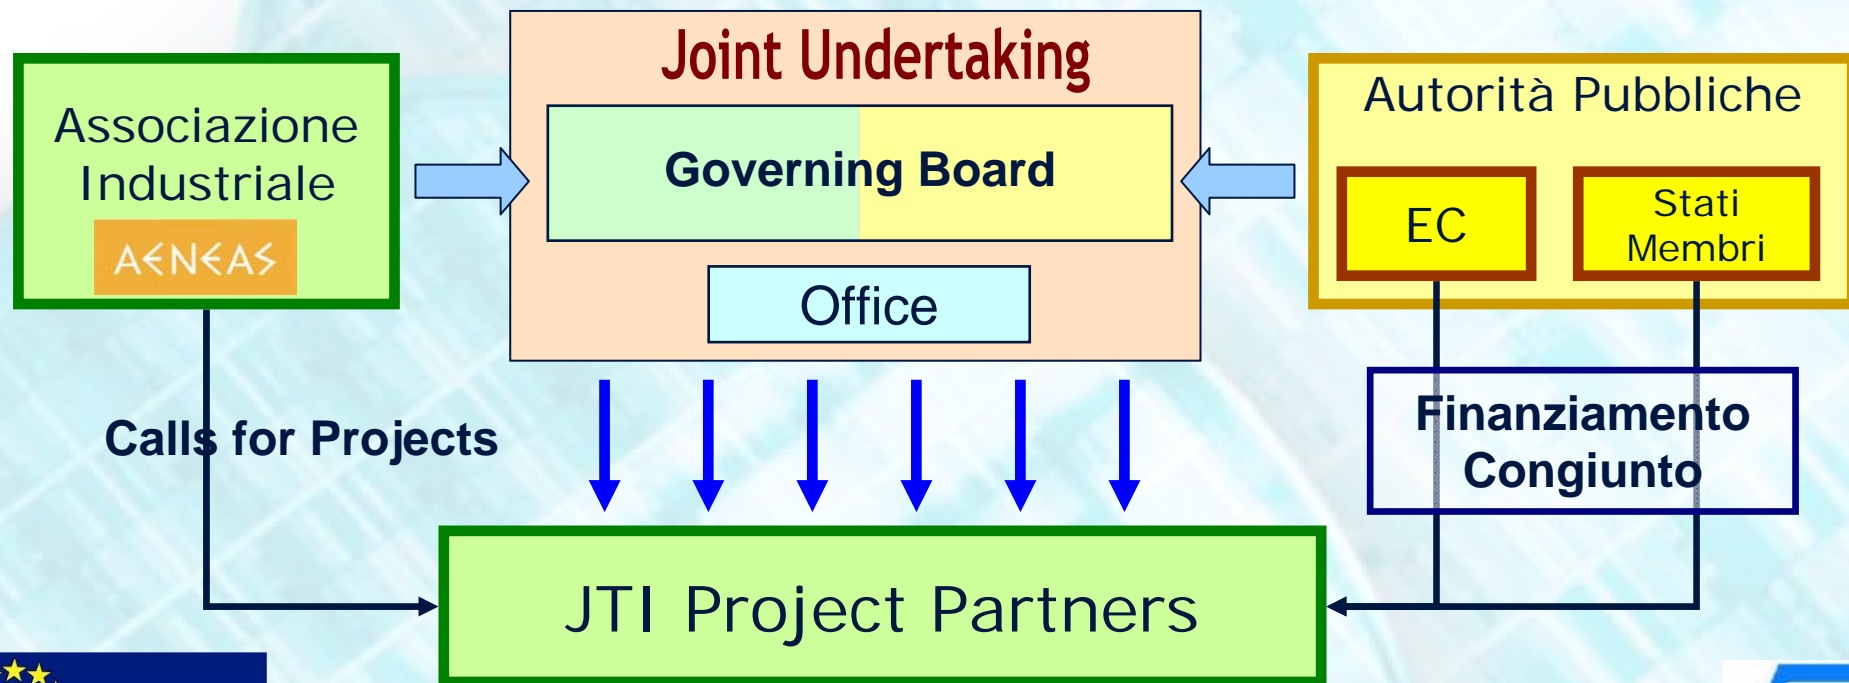 Joint Undertaking
Associazione
Industriale
AENEAS
Governing Board
Office
Autorità Pubbliche
EC
Stati
Membri
Calls for Projects
Finanziamento
Congiunto
JTI Project Partners